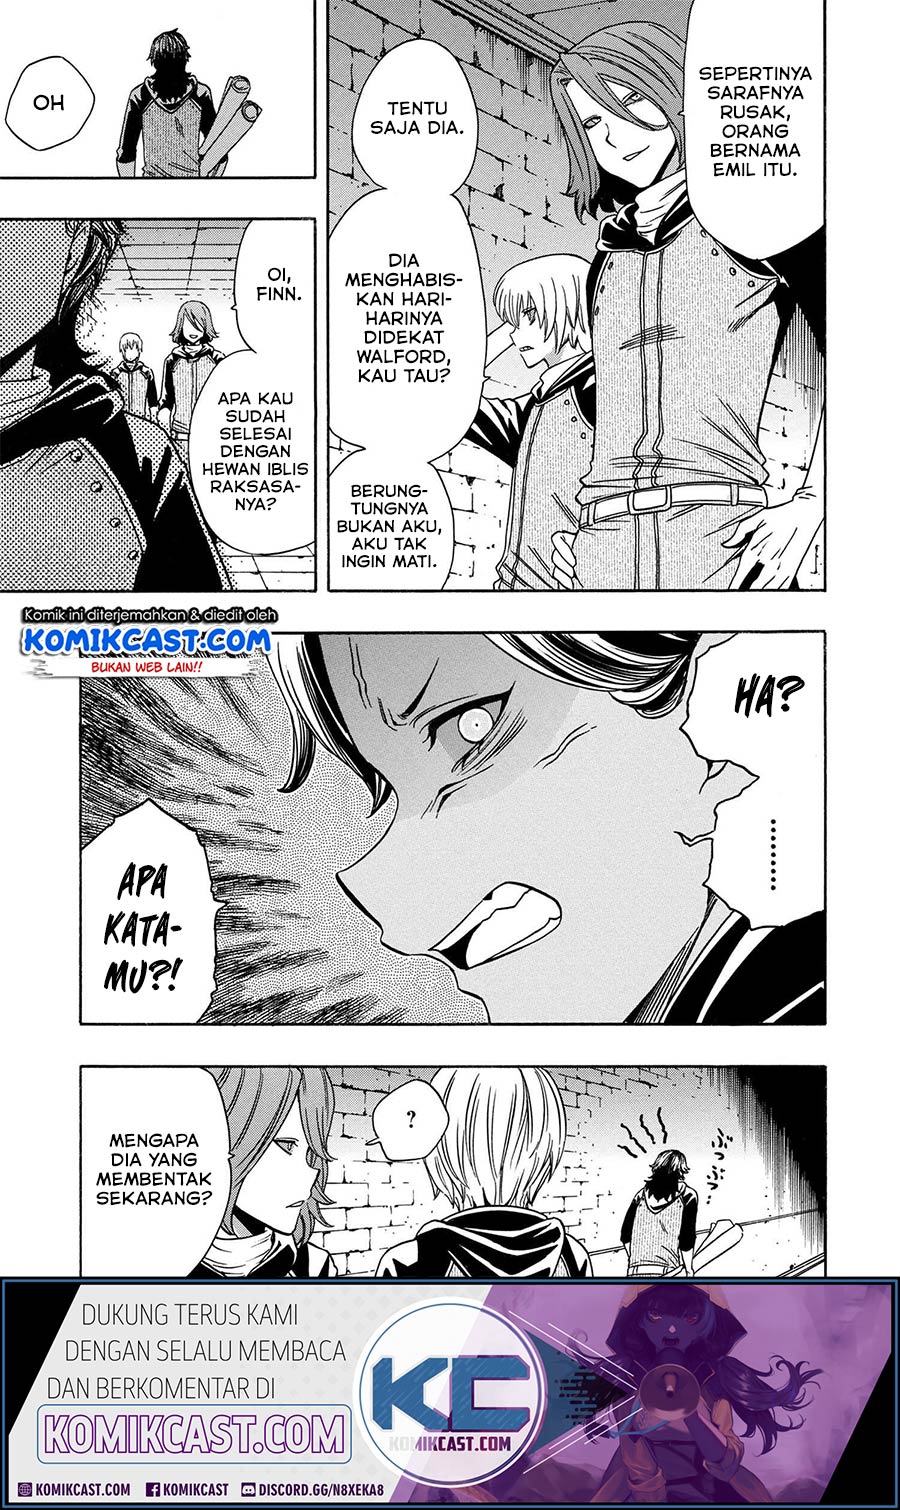 SEPERTINYA
SARAFNYA
RUSAK,
ORANG
BERNAMA
EMIL ITU.
TENTU
SAJA DIA.
DIA
MENGHABIS-
KAN HARI-
HARINYA
DIDEKAT
WALFORD,
KAU TAU?
BERUNG-
TUNGNYA
BUKAN AKU,
AKU TAK
INGIN MATI.
OH
OI,
FINN.
APA KAU
SUDAH
SELESAI
DENGAN
HEWAN IBLIS
RAKSASA-
NYA?
Komik ini diterjemahkan & diedit oleh
KOMIKCAST.COM
BUKAN WEB LAIN!!
HA?
.........
APA
KATA-
MU?!
ぶつぶつ
?
MENGAPA
DIA YANG
MEMBENTAK
SEKARANG?
DUKUNG TERUS KAMI
DENGAN SELALU MEMBACA
DAN BERKOMENTAR DI
KOMIKCAST.COM
KC
KOMIKCAST.COM
KOMIKCAST.COM
KOMIKCAST
DISCORD.GG/N8XEKA8